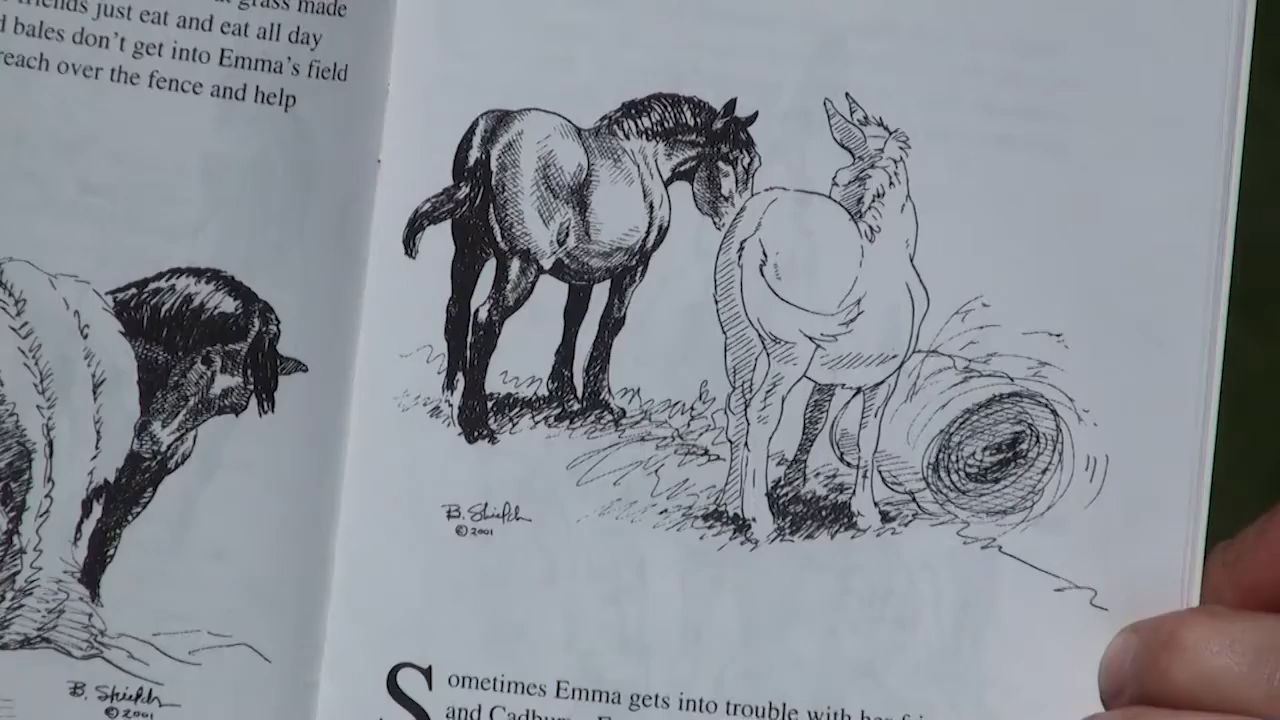 grass made
friends just eat and eat all day
bales don't get into Emma's field
reach over the fence and help
B. Shields
©2001
B. Shields
©2001
Sometimes Emma gets into trouble with her
and Cadbury